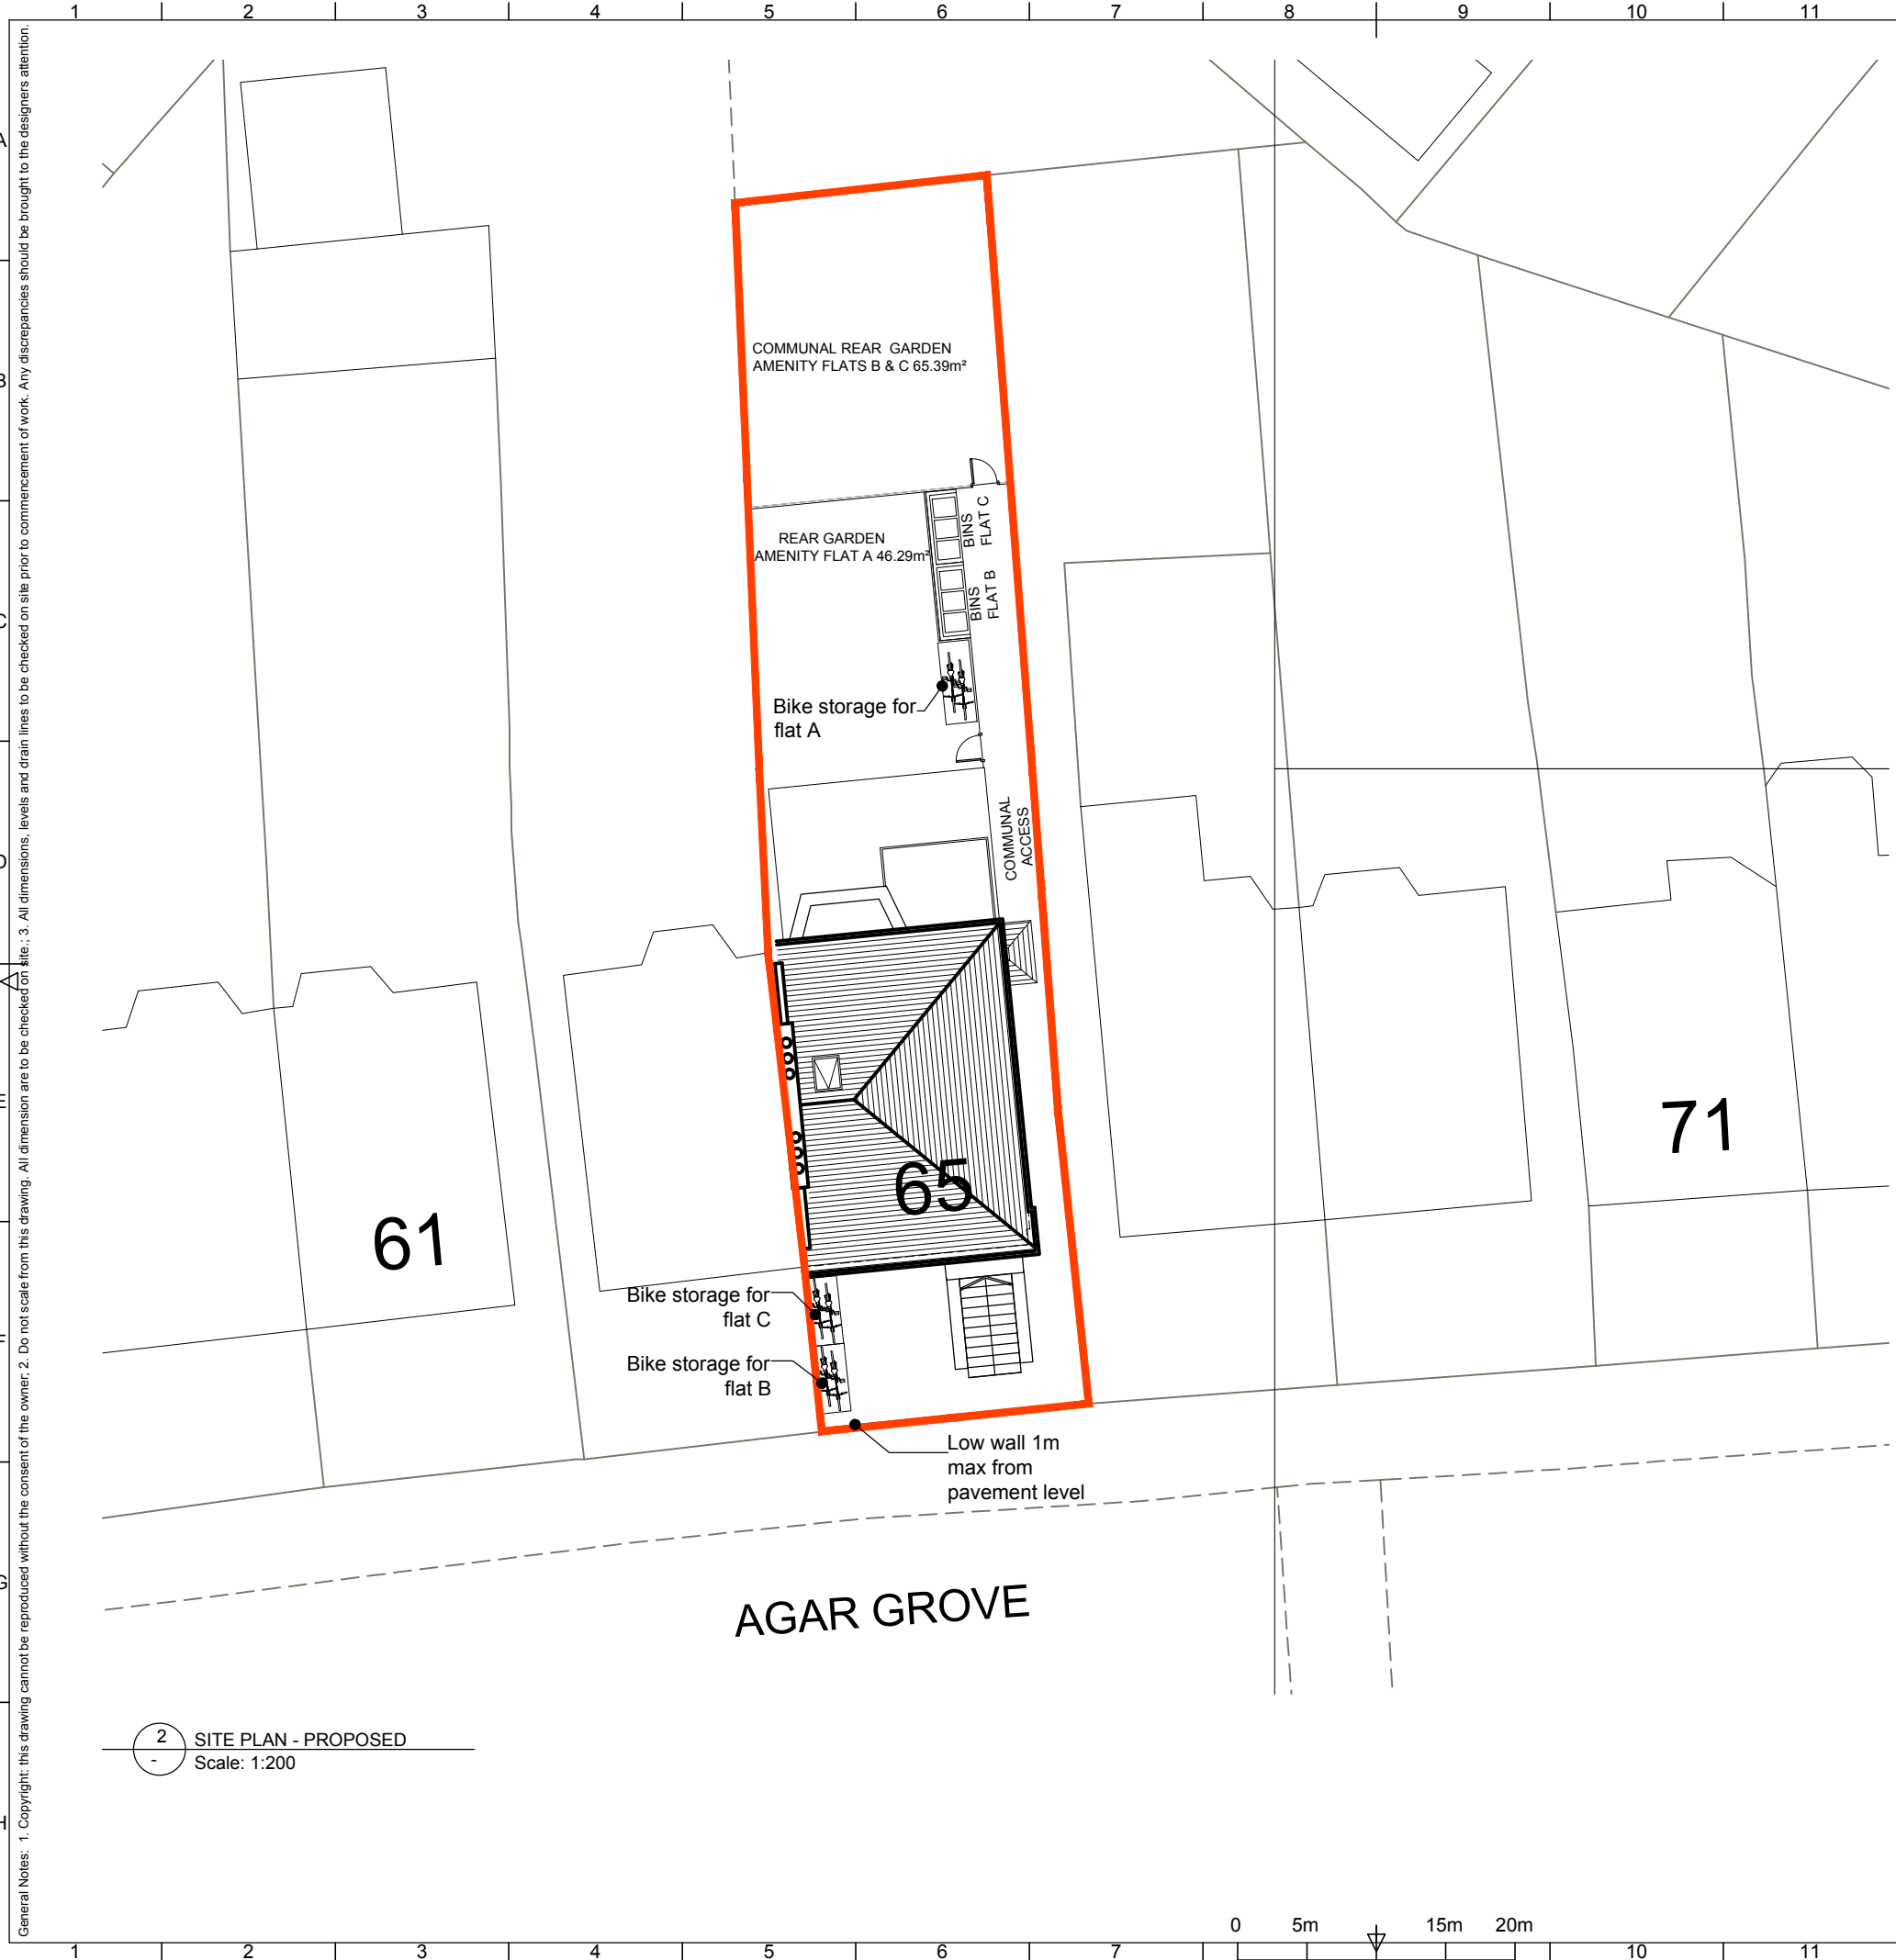 1 2 3 4 5 6 7 8 9 10 11
A
B
C
D
E
F
G
H
General Notes: 1. Copyright: this drawing cannot be reproduced without the consent of the owner; 2. Do not scale from this drawing. All dimension are to be checked on site.; 3. All dimensions, levels and drain lines to be checked on site prior to commencement of work. Any discrepancies should be brought to the designers attention.
COMMUNAL REAR GARDEN
AMENITY FLATS B & C 65.39m²
REAR GARDEN
AMENITY FLAT A 46.29m²
BINS
FLAT C
BINS
FLAT B
Bike storage for
flat A
COMMUNAL
ACCESS
61
65
71
Bike storage for
flat C
Bike storage for
flat B
Low wall 1m
max from
pavement level
AGAR GROVE
2
-
SITE PLAN - PROPOSED
Scale: 1:200
0 5m 15m 20m
1 2 3 4 5 6 7 8 9 10 11